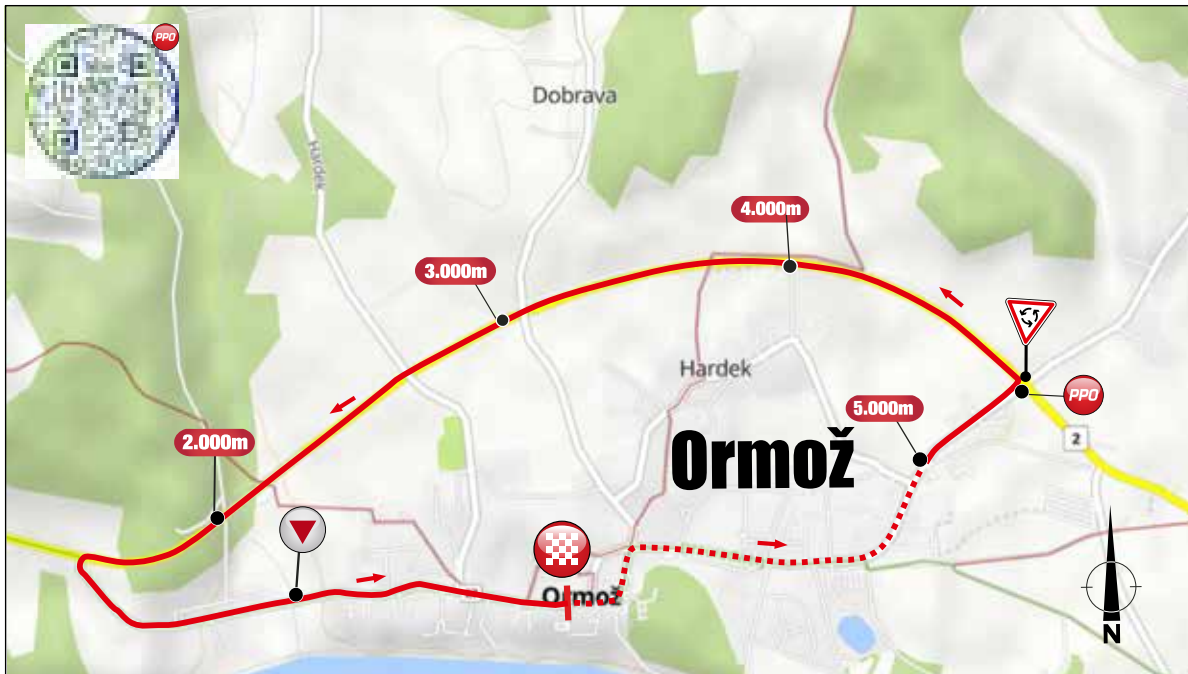 PPO
Dobrava
Hardek
4.000m
3.000m
Hardek
PPO
5.000m
2
Ormož
2.000m
Ormož
N